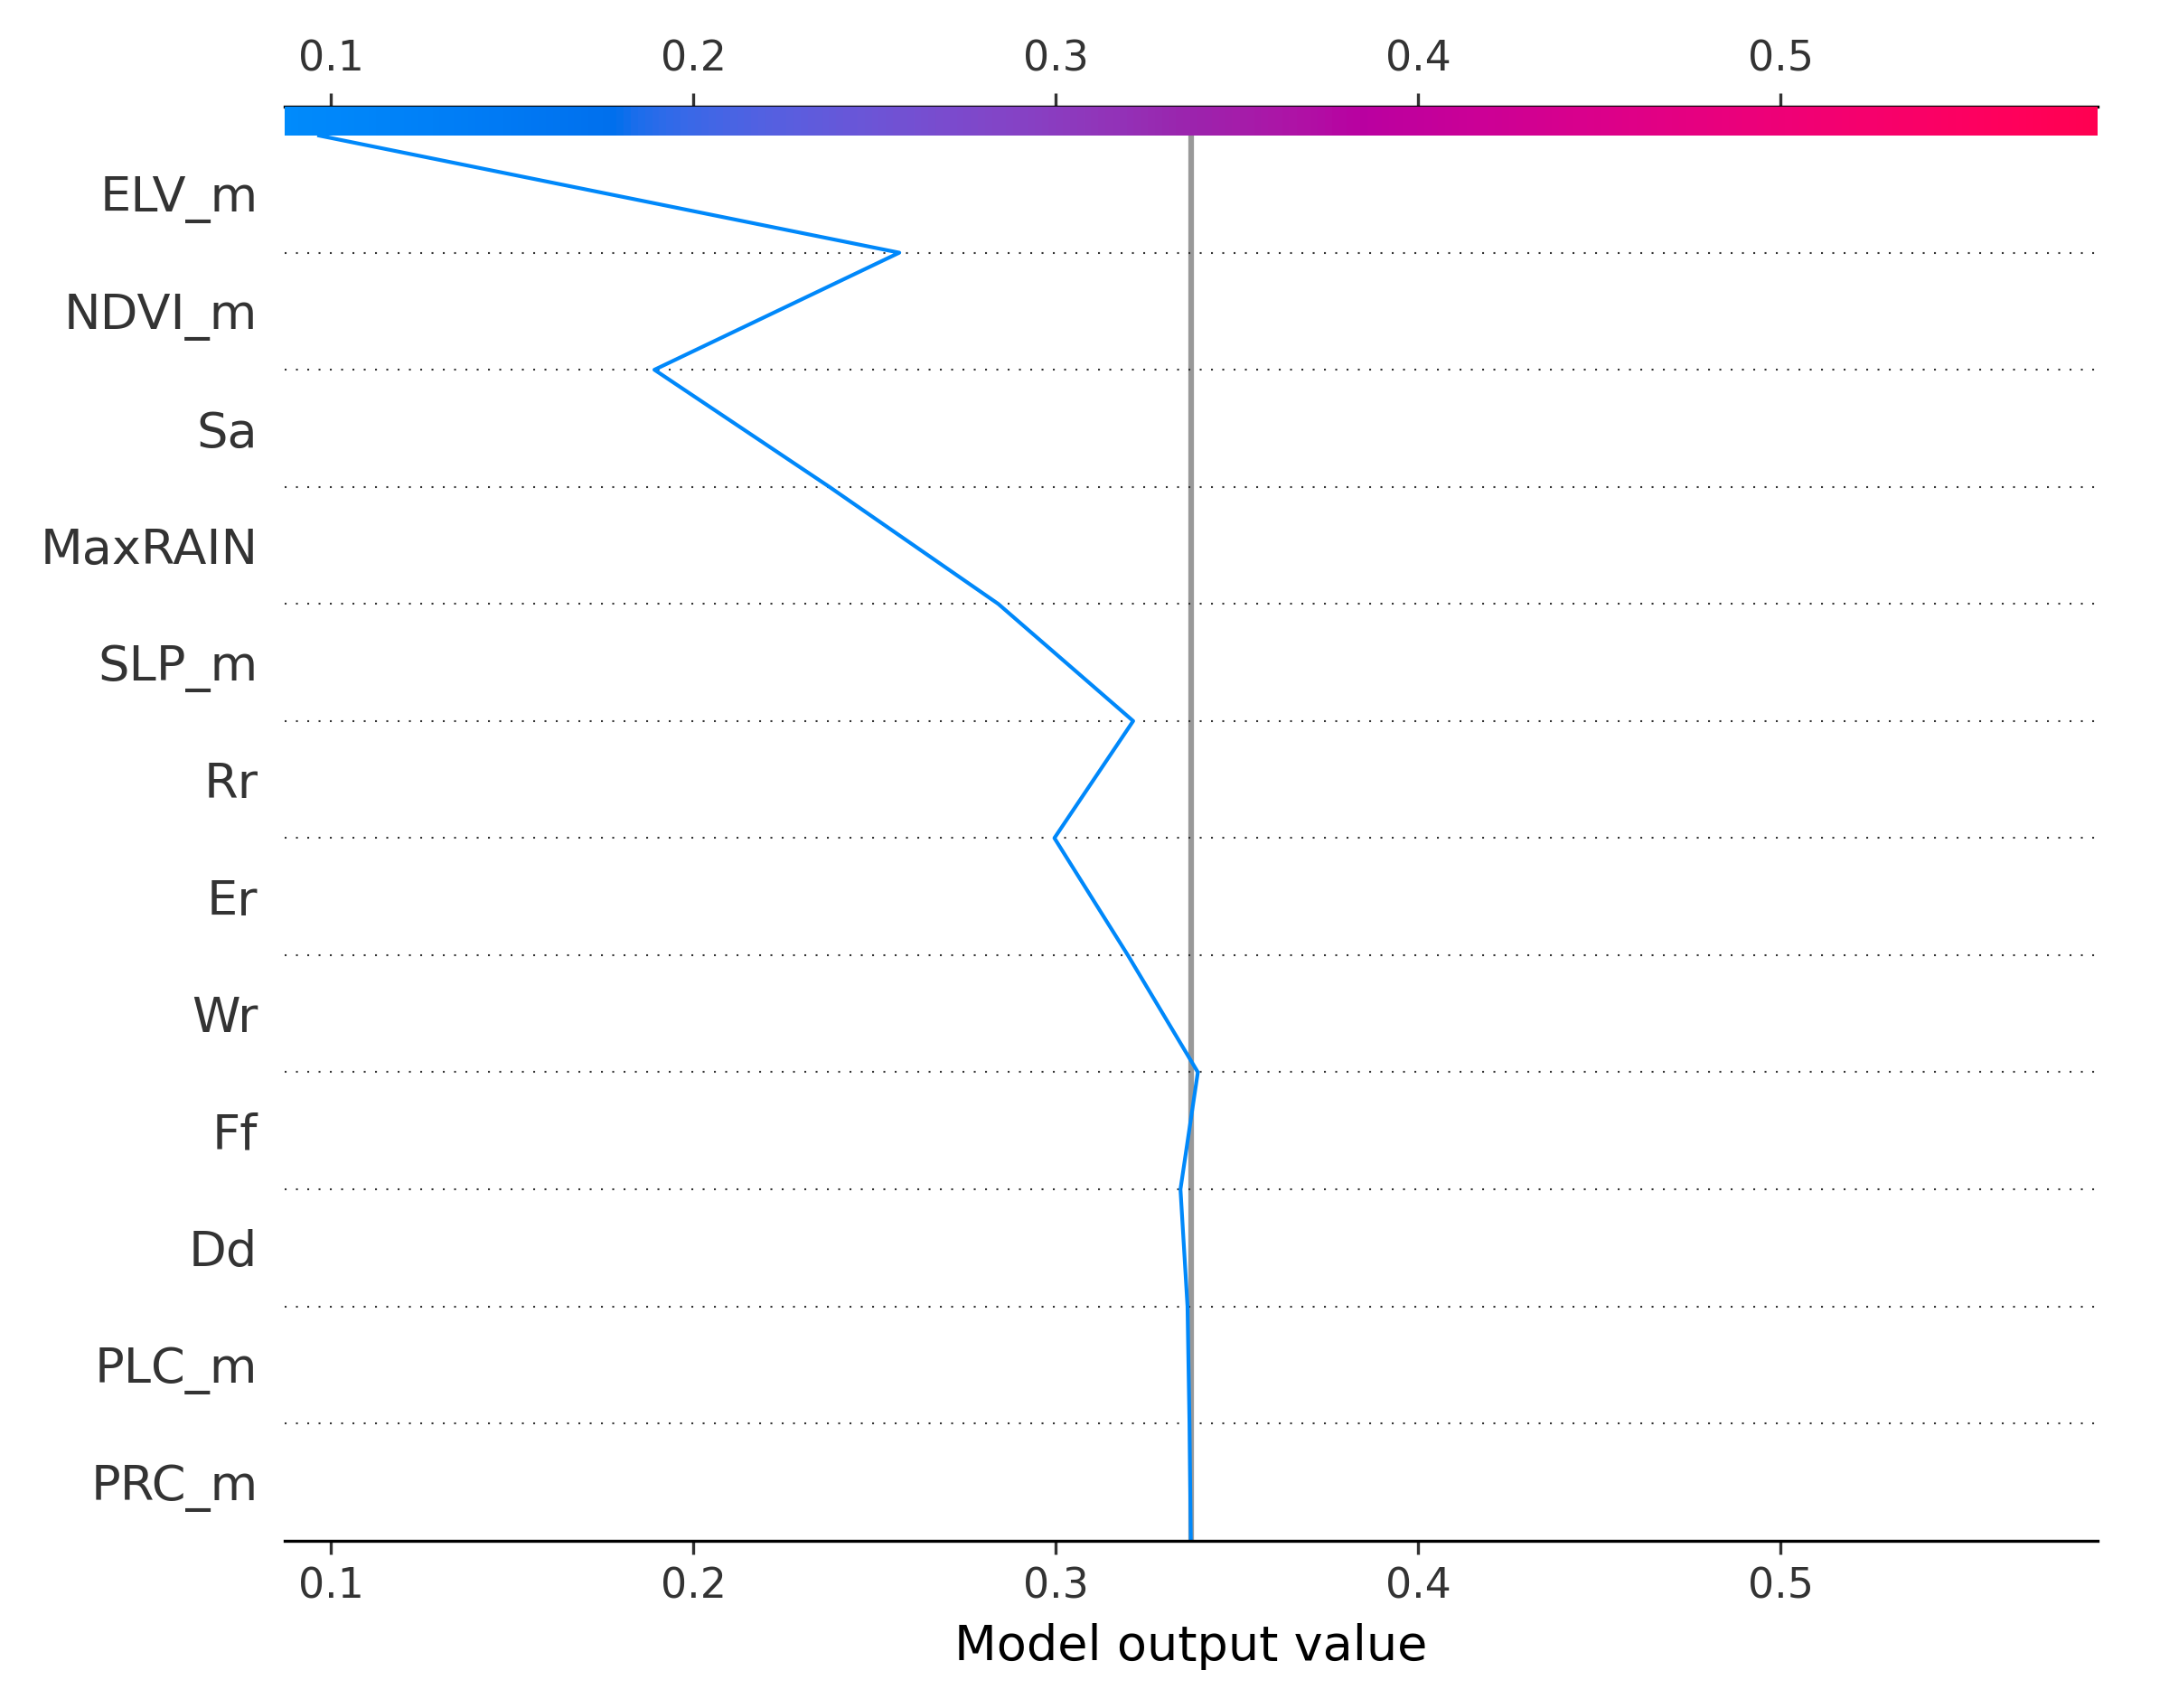 0.1 0.2 0.3 0.4 0.5
ELV_m
NDVI_m
Sa
MaxRAIN
SLP_m
Rr
Er
Wr
Ff
Dd
PLC_m
PRC_m
0.1 0.2 0.3 0.4 0.5
Model output value